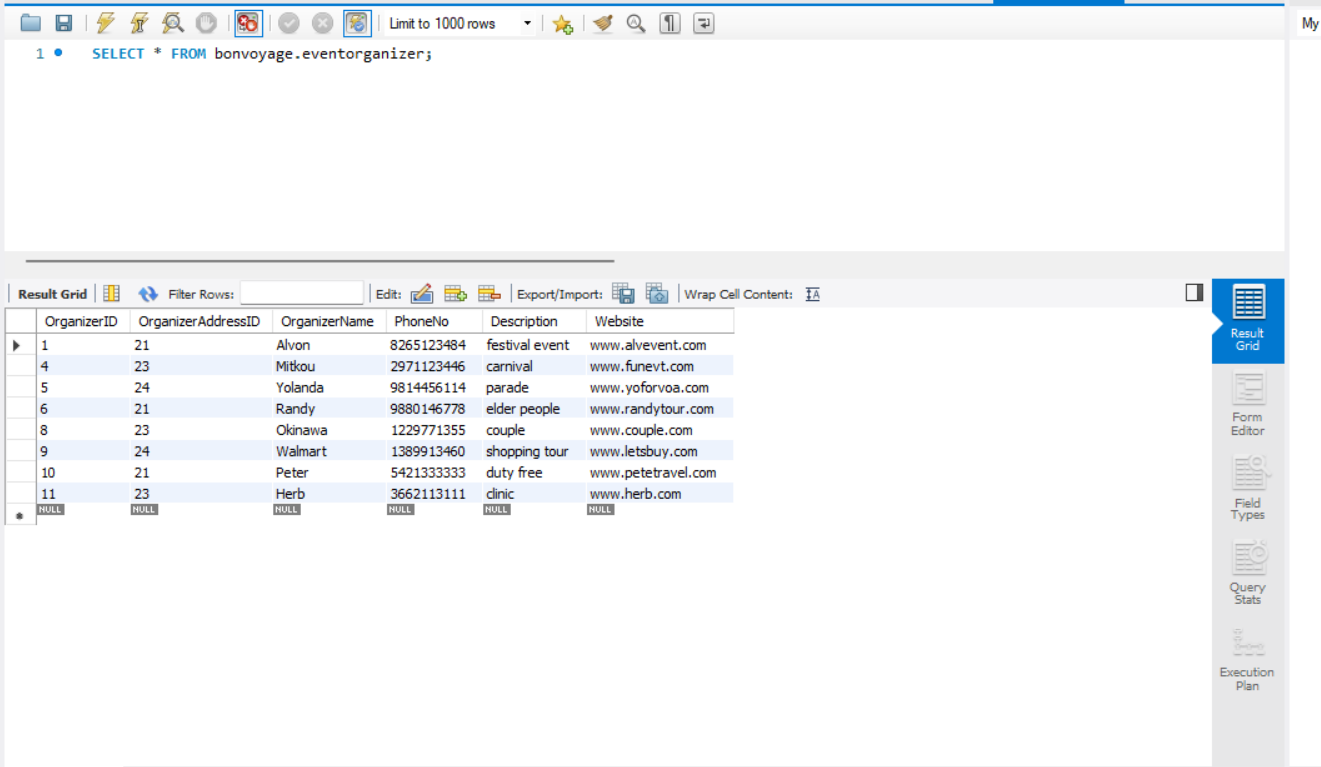 Limit to 1000 rows
My
1 SELECT * FROM bonvoyage.eventorganizer;
Result Grid Filter Rows: Edit: Export/Import: Wrap Cell Content:
OrganizerID OrganizerAddressID OrganizerName PhoneNo Description Website
1 21 Alvon 8265123484 festival event www.alvevent.com
4 23 Mitkou 2971123446 carnival www.funevt.com
5 24 Yolanda 9814456114 parade www.yoforvoa.com
6 21 Randy 9880146778 elder people www.randytour.com
8 23 Okinawa 1229771355 couple www.couple.com
9 24 Walmart 1389913460 shopping tour www.letsbuy.com
10 21 Peter 5421333333 duty free www.petetravel.com
11 23 Herb 3662113111 clinic www.herb.com
NULL NULL NULL NULL NULL NULL
Result
Grid
Form
Editor
Field
Types
Query
Stats
Execution
Plan